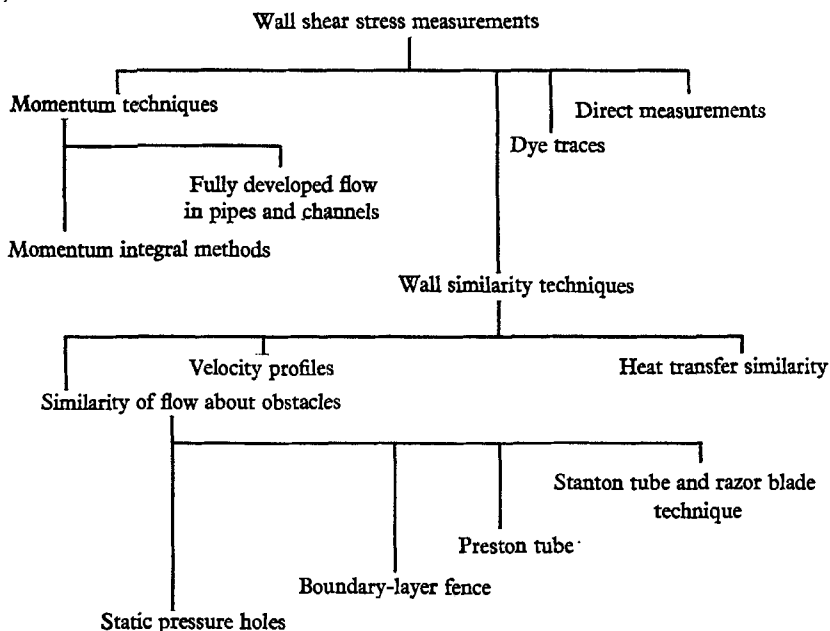 Wall shear stress measurements
Momentum techniques
Direct measurements
Dye traces
Fully developed flow
in pipes and channels
Momentum integral methods
Wall similarity techniques
Velocity profiles
Heat transfer similarity
Similarity of flow about obstacles
Stanton tube and razor blade
technique
Preston tube
Boundary-layer fence
Static pressure holes